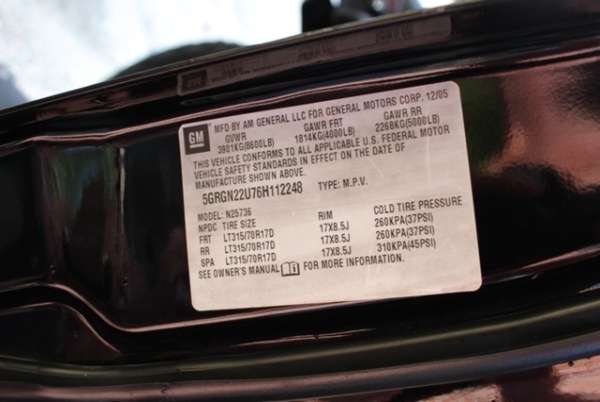 GM
MFD BY AM GENERAL LLC FOR GENERAL MOTORS CORP. 12/05
GVWR GAWR FRT GAWR RR
3901KG(8600LB) 1814KG(4000LB) 2268KG(5000LB)
THIS VEHICLE CONFORMS TO ALL APPLICABLE U.S. FEDERAL MOTOR
VEHICLE SAFETY STANDARDS IN EFFECT ON THE DATE OF
MANUFACTURE SHOWN ABOVE.
5GRGN22U76H112248 TYPE: M.P.V.
MODEL: N25736
NPDC TIRE SIZE RIM COLD TIRE PRESSURE
FRT LT315/70R17D 17X8.5J 260KPA(37PSI)
RR LT315/70R17D 17X8.5J 260KPA(37PSI)
SPA LT315/70R17D 17X8.5J 310KPA(45PSI)
SEE OWNER'S MANUAL FOR MORE INFORMATION.